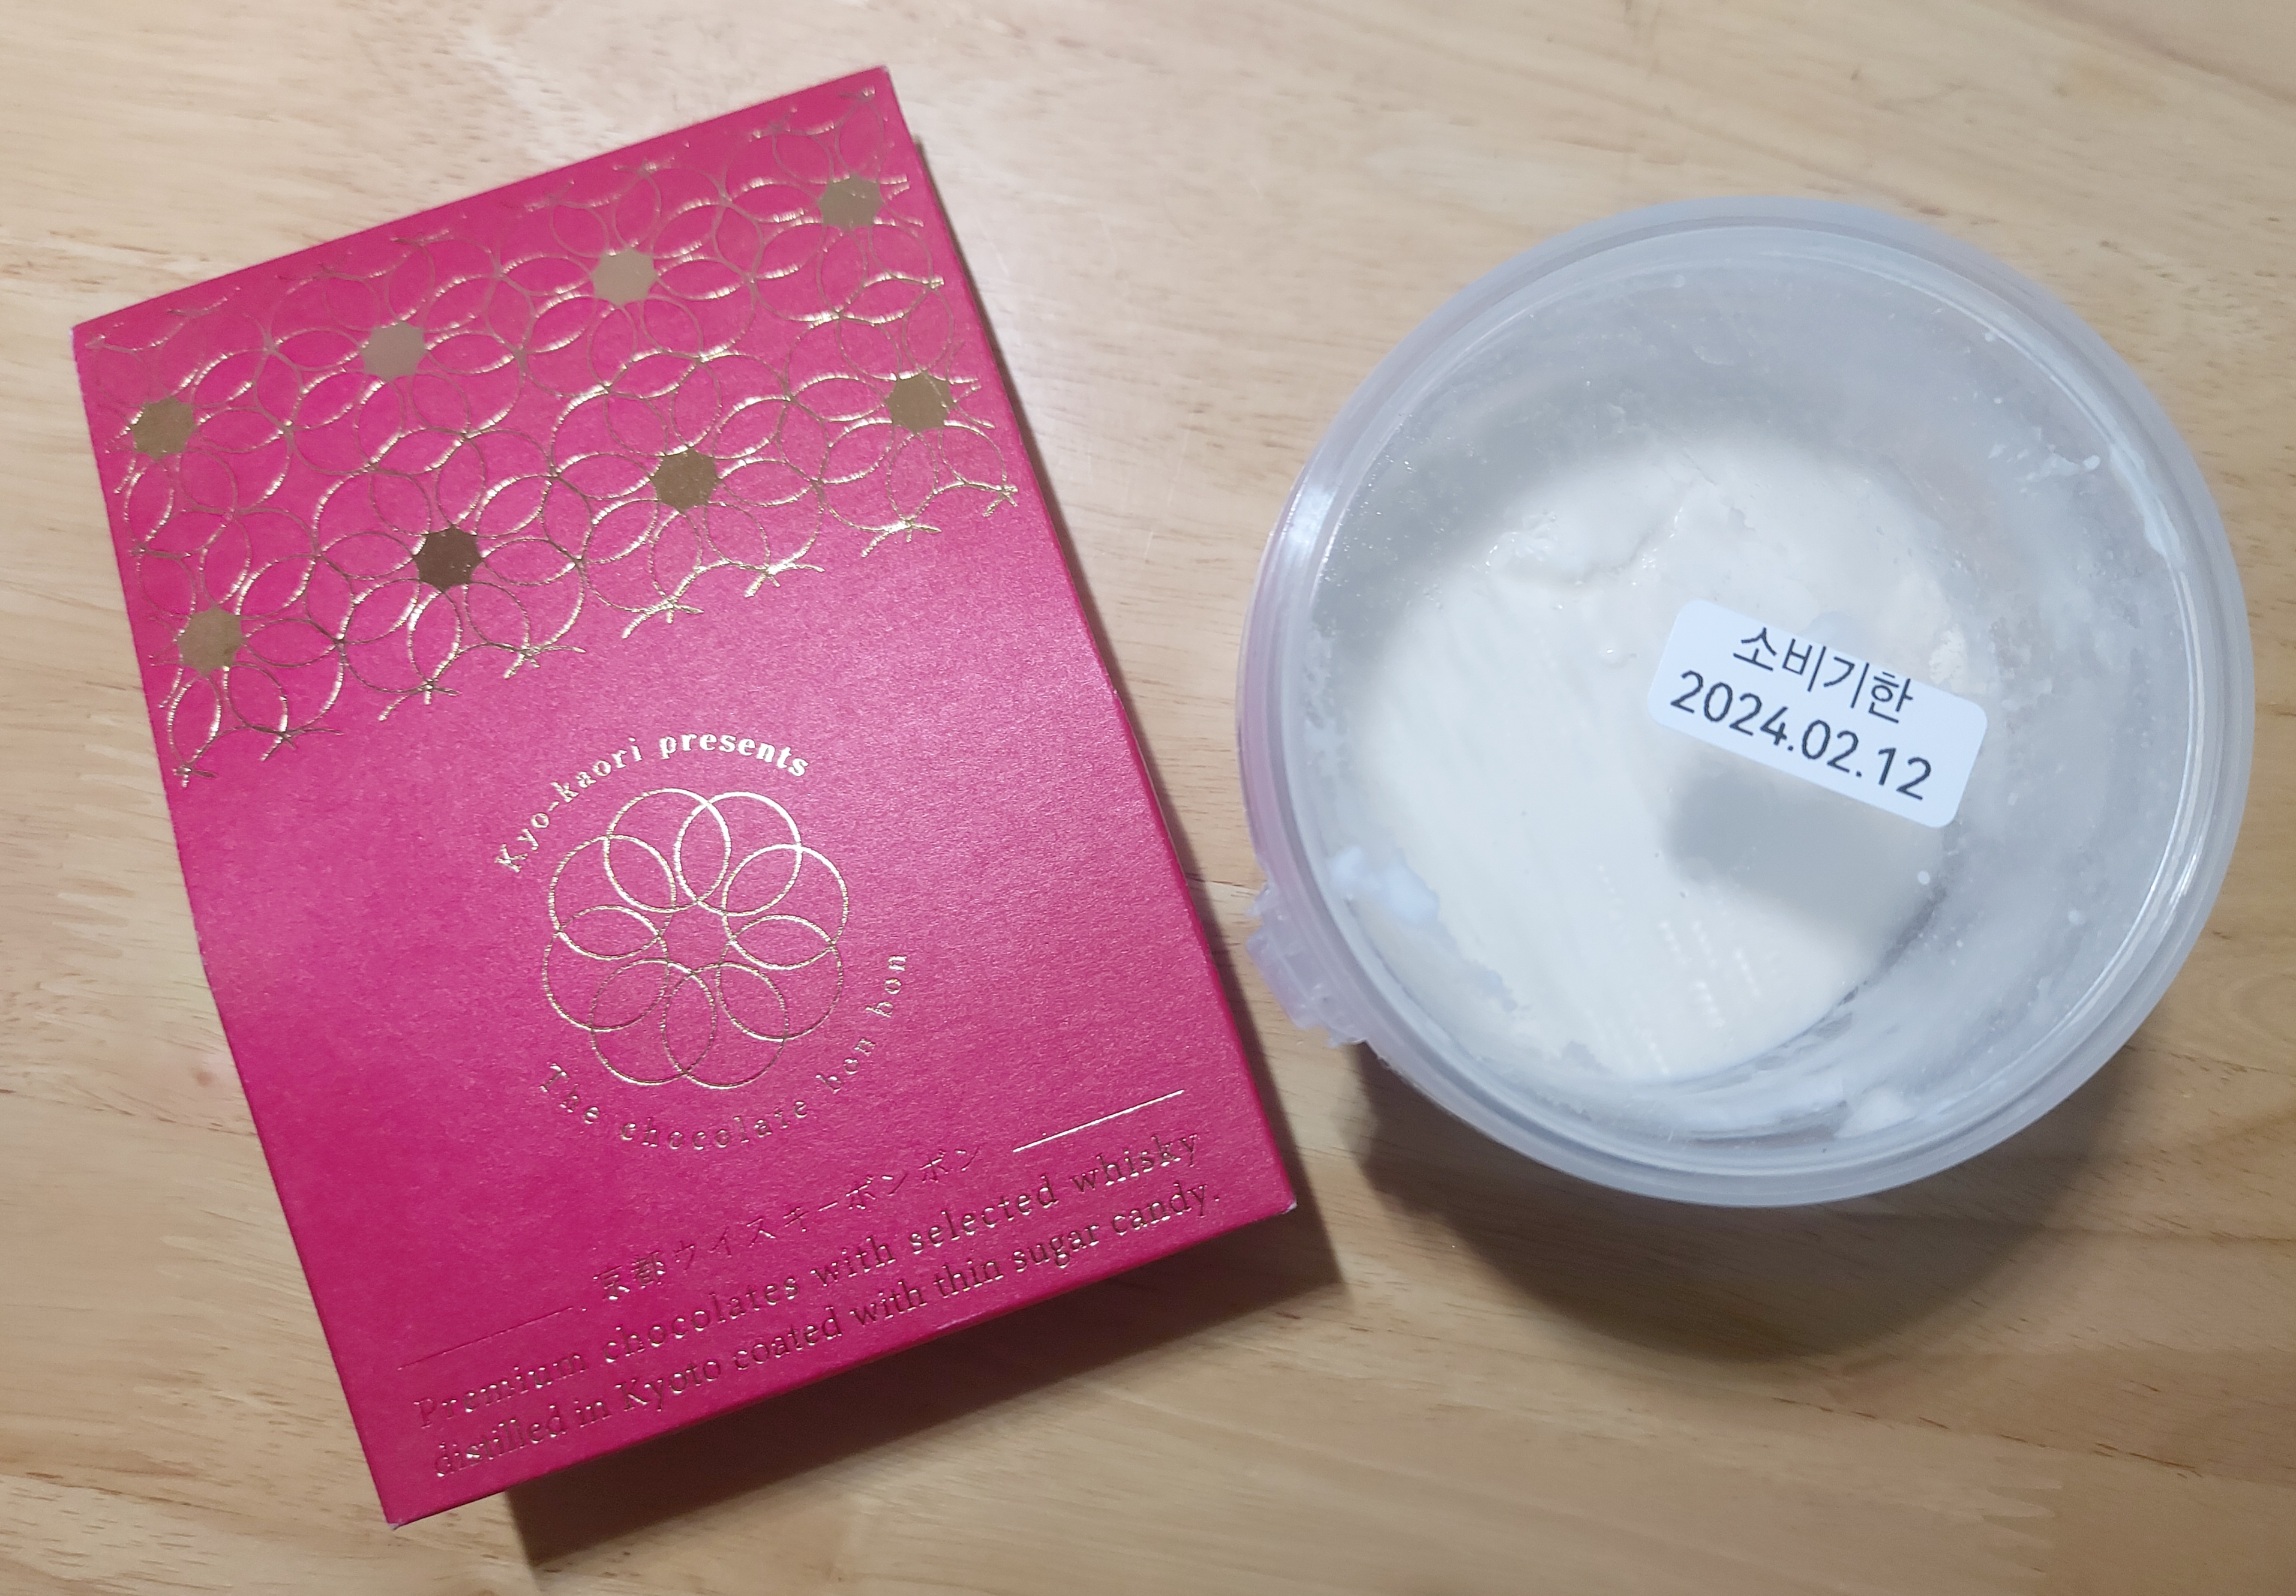 Kyo-kaori presents
The chocolate bon bon
京都ウイスキーボンボン
Premium chocolates with selected whisky
distilled in Kyoto coated with thin sugar candy.
소비기한
2024.02.12